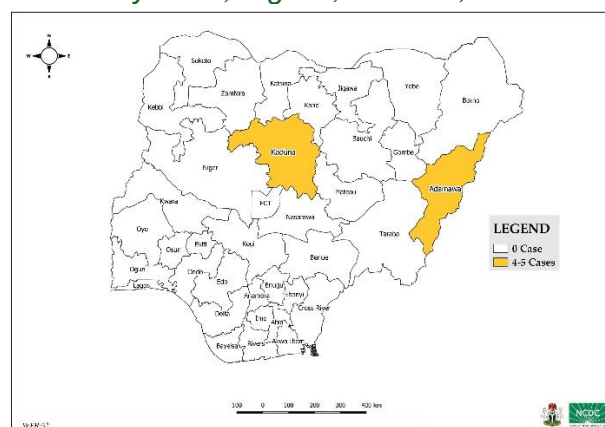 N
W E
S
Sokoto
Katsina
Jigawa
Yobe
Borno
Zamfara
Kano
Kebbi
Kaduna
Bauchi
Gombe
Niger
Adamawa
FCT
Plateau
Kwara
Nasarawa
Taraba
Oyo
Kogi
Ekiti
Benue
Osun
Ogun
Ondo
Edo
Lagos
Enugu
Ebonyi
Anambra
Cross River
Delta
Imo
Abia
Bayelsa
Rivers
Akwa Ibom
LEGEND
0 Case
4-5 Cases
100 0 100 200 300 400 km
NCDC